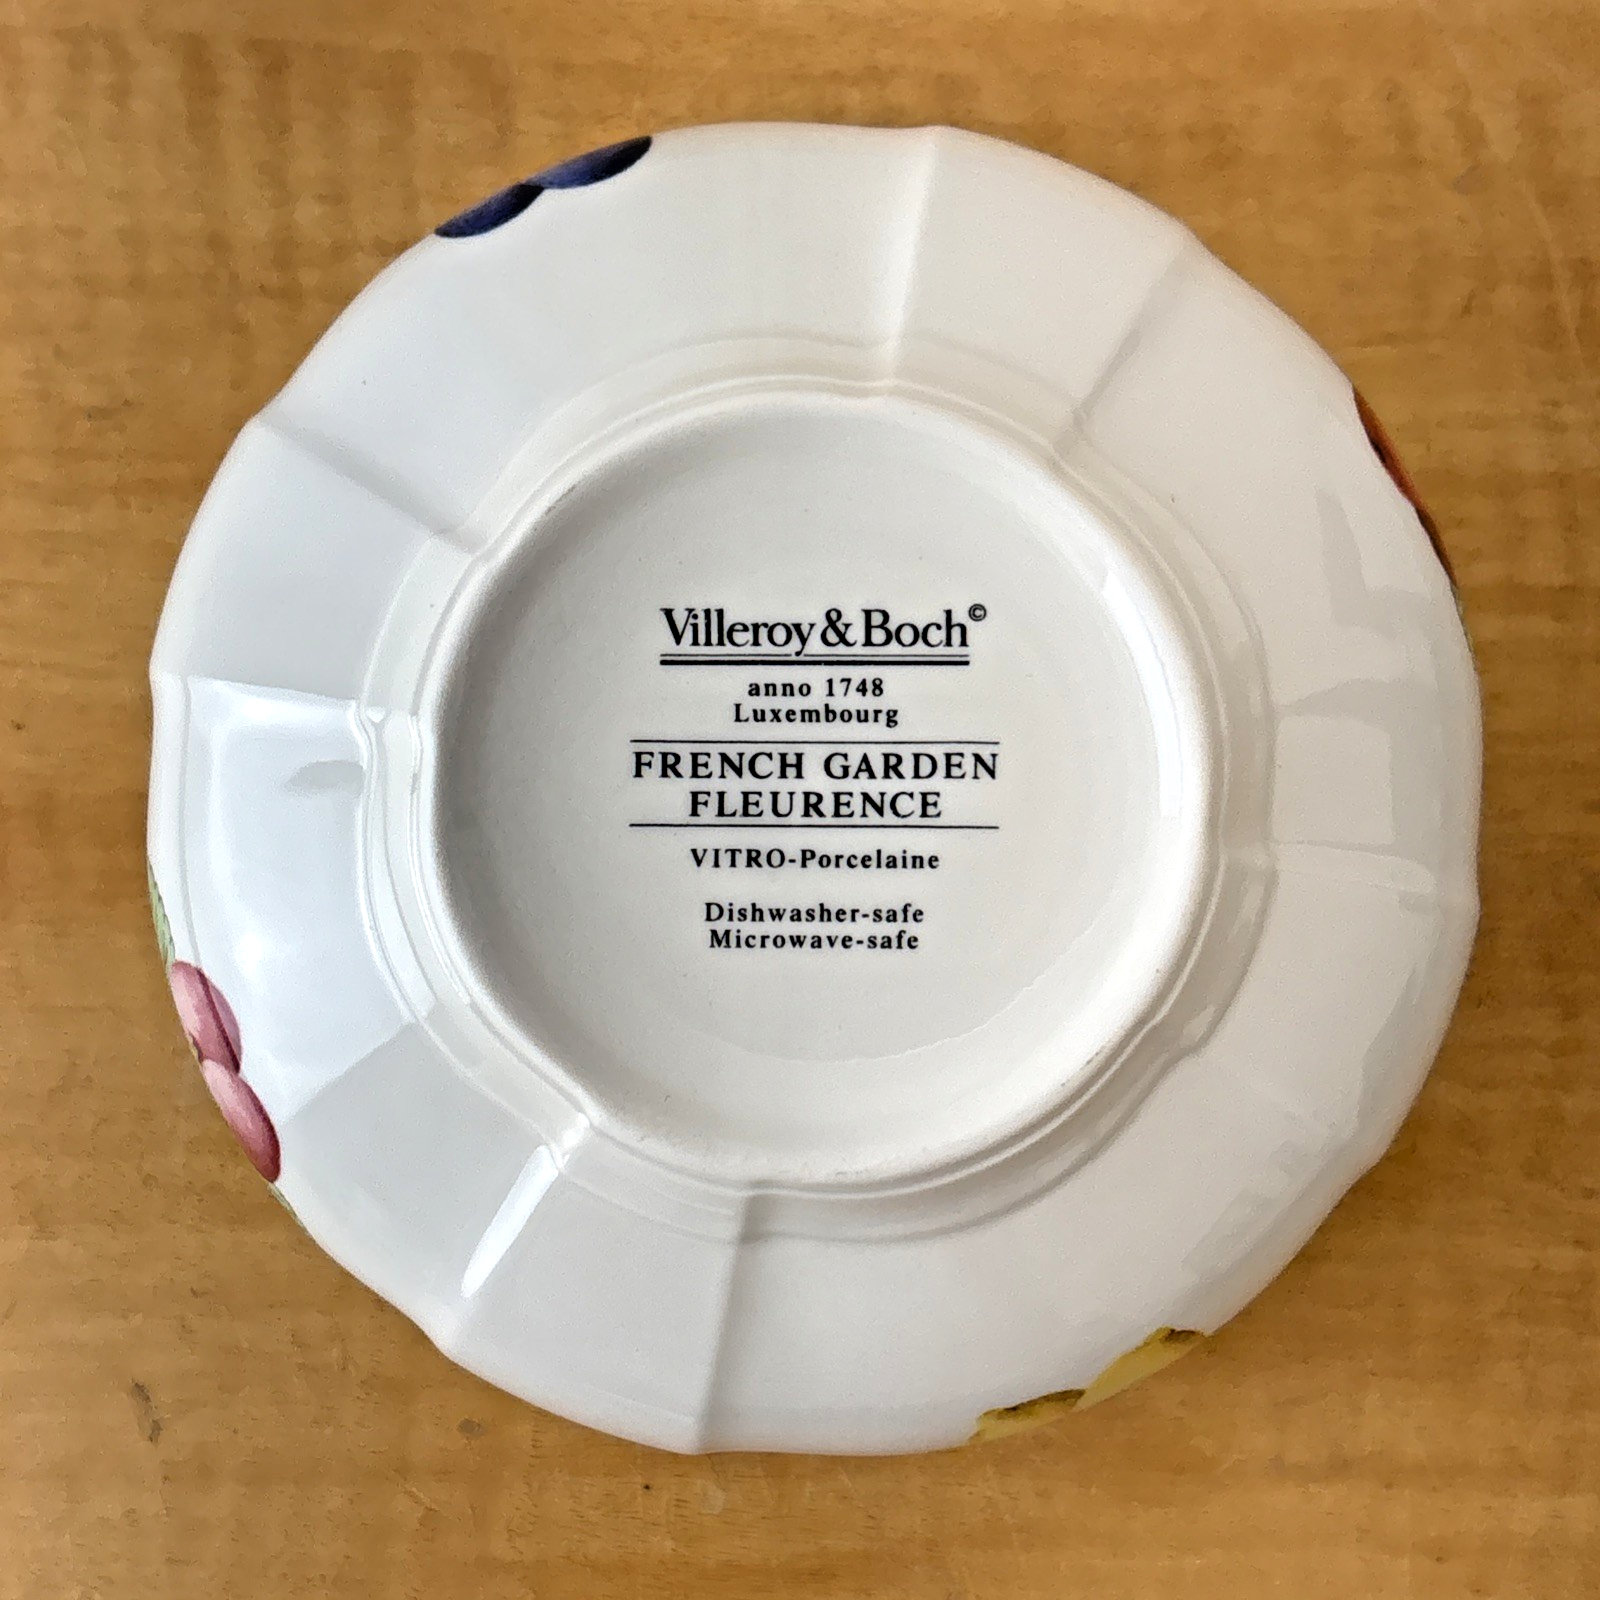 Villeroy & Boch©
anno 1748
Luxembourg
FRENCH GARDEN
FLEURENCE
VITRO-Porcelaine
Dishwasher-safe
Microwave-safe